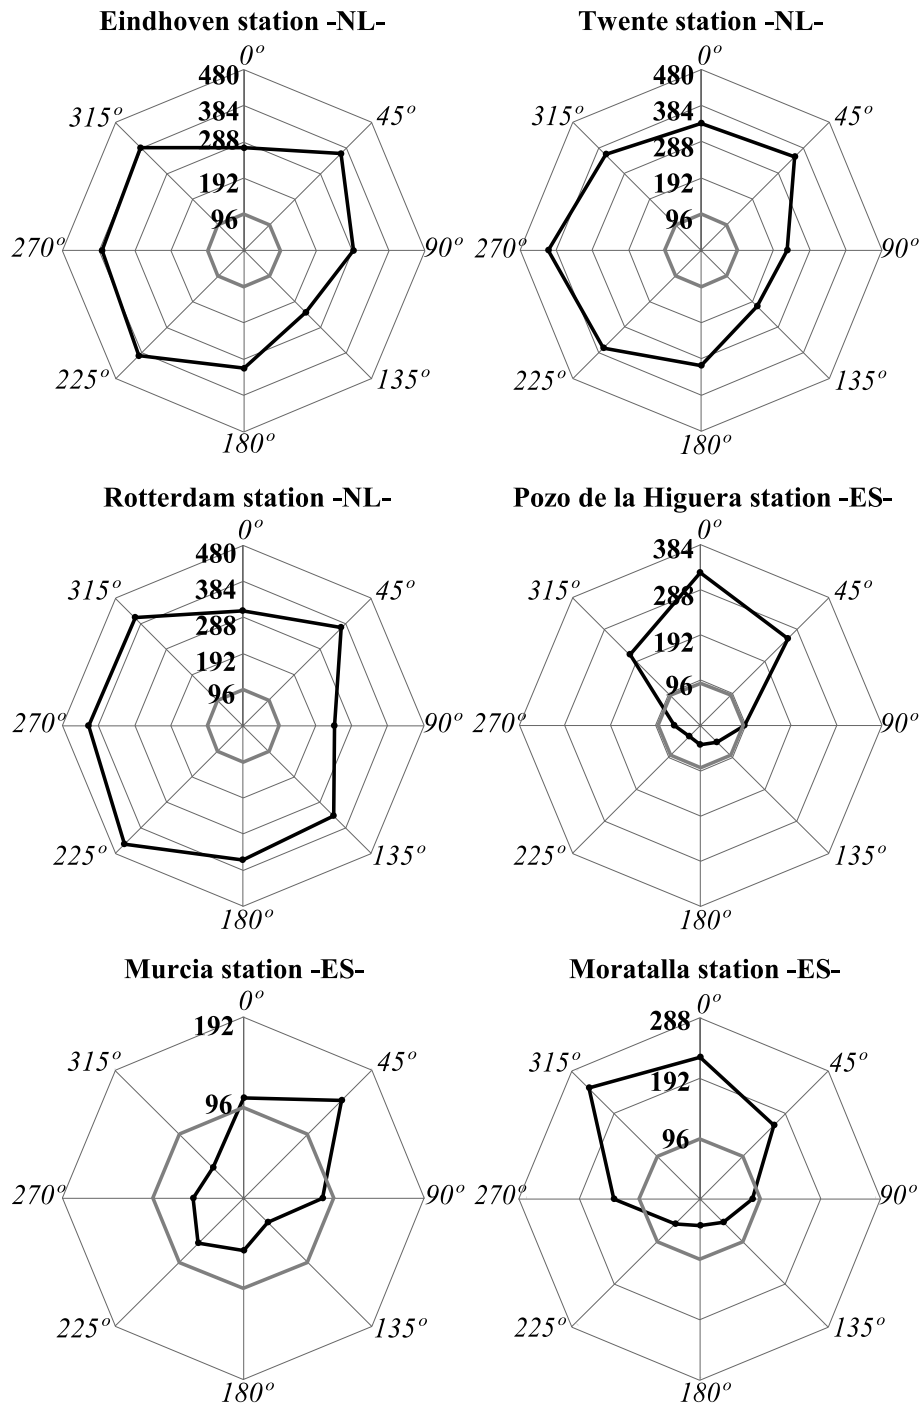 Eindhoven station -NL-
0º
480
384
288
192
96
45º
90º
135º
180º
225º
270º
315º
Twente station -NL-
0º
480
384
288
192
96
45º
90º
135º
180º
225º
270º
315º
Rotterdam station -NL-
0º
480
384
288
192
96
45º
90º
135º
180º
225º
270º
315º
Pozo de la Higuera station -ES-
0º
384
288
192
96
45º
90º
135º
180º
225º
270º
315º
Murcia station -ES-
0º
192
96
45º
90º
135º
180º
225º
270º
315º
Moratalla station -ES-
0º
288
192
96
45º
90º
135º
180º
225º
270º
315º